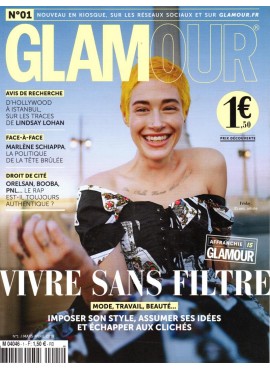 N°01 NOUVEAU EN KIOSQUE, SUR LES RÉSEAUX SOCIAUX ET SUR GLAMOUR.FR
GLAMOUR
AVIS DE RECHERCHE
D'HOLLYWOOD
À ISTANBUL,
SUR LES TRACES
DE LINDSAY LOHAN
FACE-À-FACE
MARLÈNE SCHIAPPA,
LA POLITIQUE
DE LA TÊTE BRÛLÉE
DROIT DE CITÉ
ORELSAN, BOOBA,
PNL... LE RAP
EST-IL TOUJOURS
AUTHENTIQUE ?
1€,50
PRIX DÉCOUVERTE
AFFRANCHIE IS
GLAMOUR
VIVRE SANS FILTRE
MODE, TRAVAIL, BEAUTÉ...
IMPOSER SON STYLE, ASSUMER SES IDÉES
ET ÉCHAPPER AUX CLICHÉS